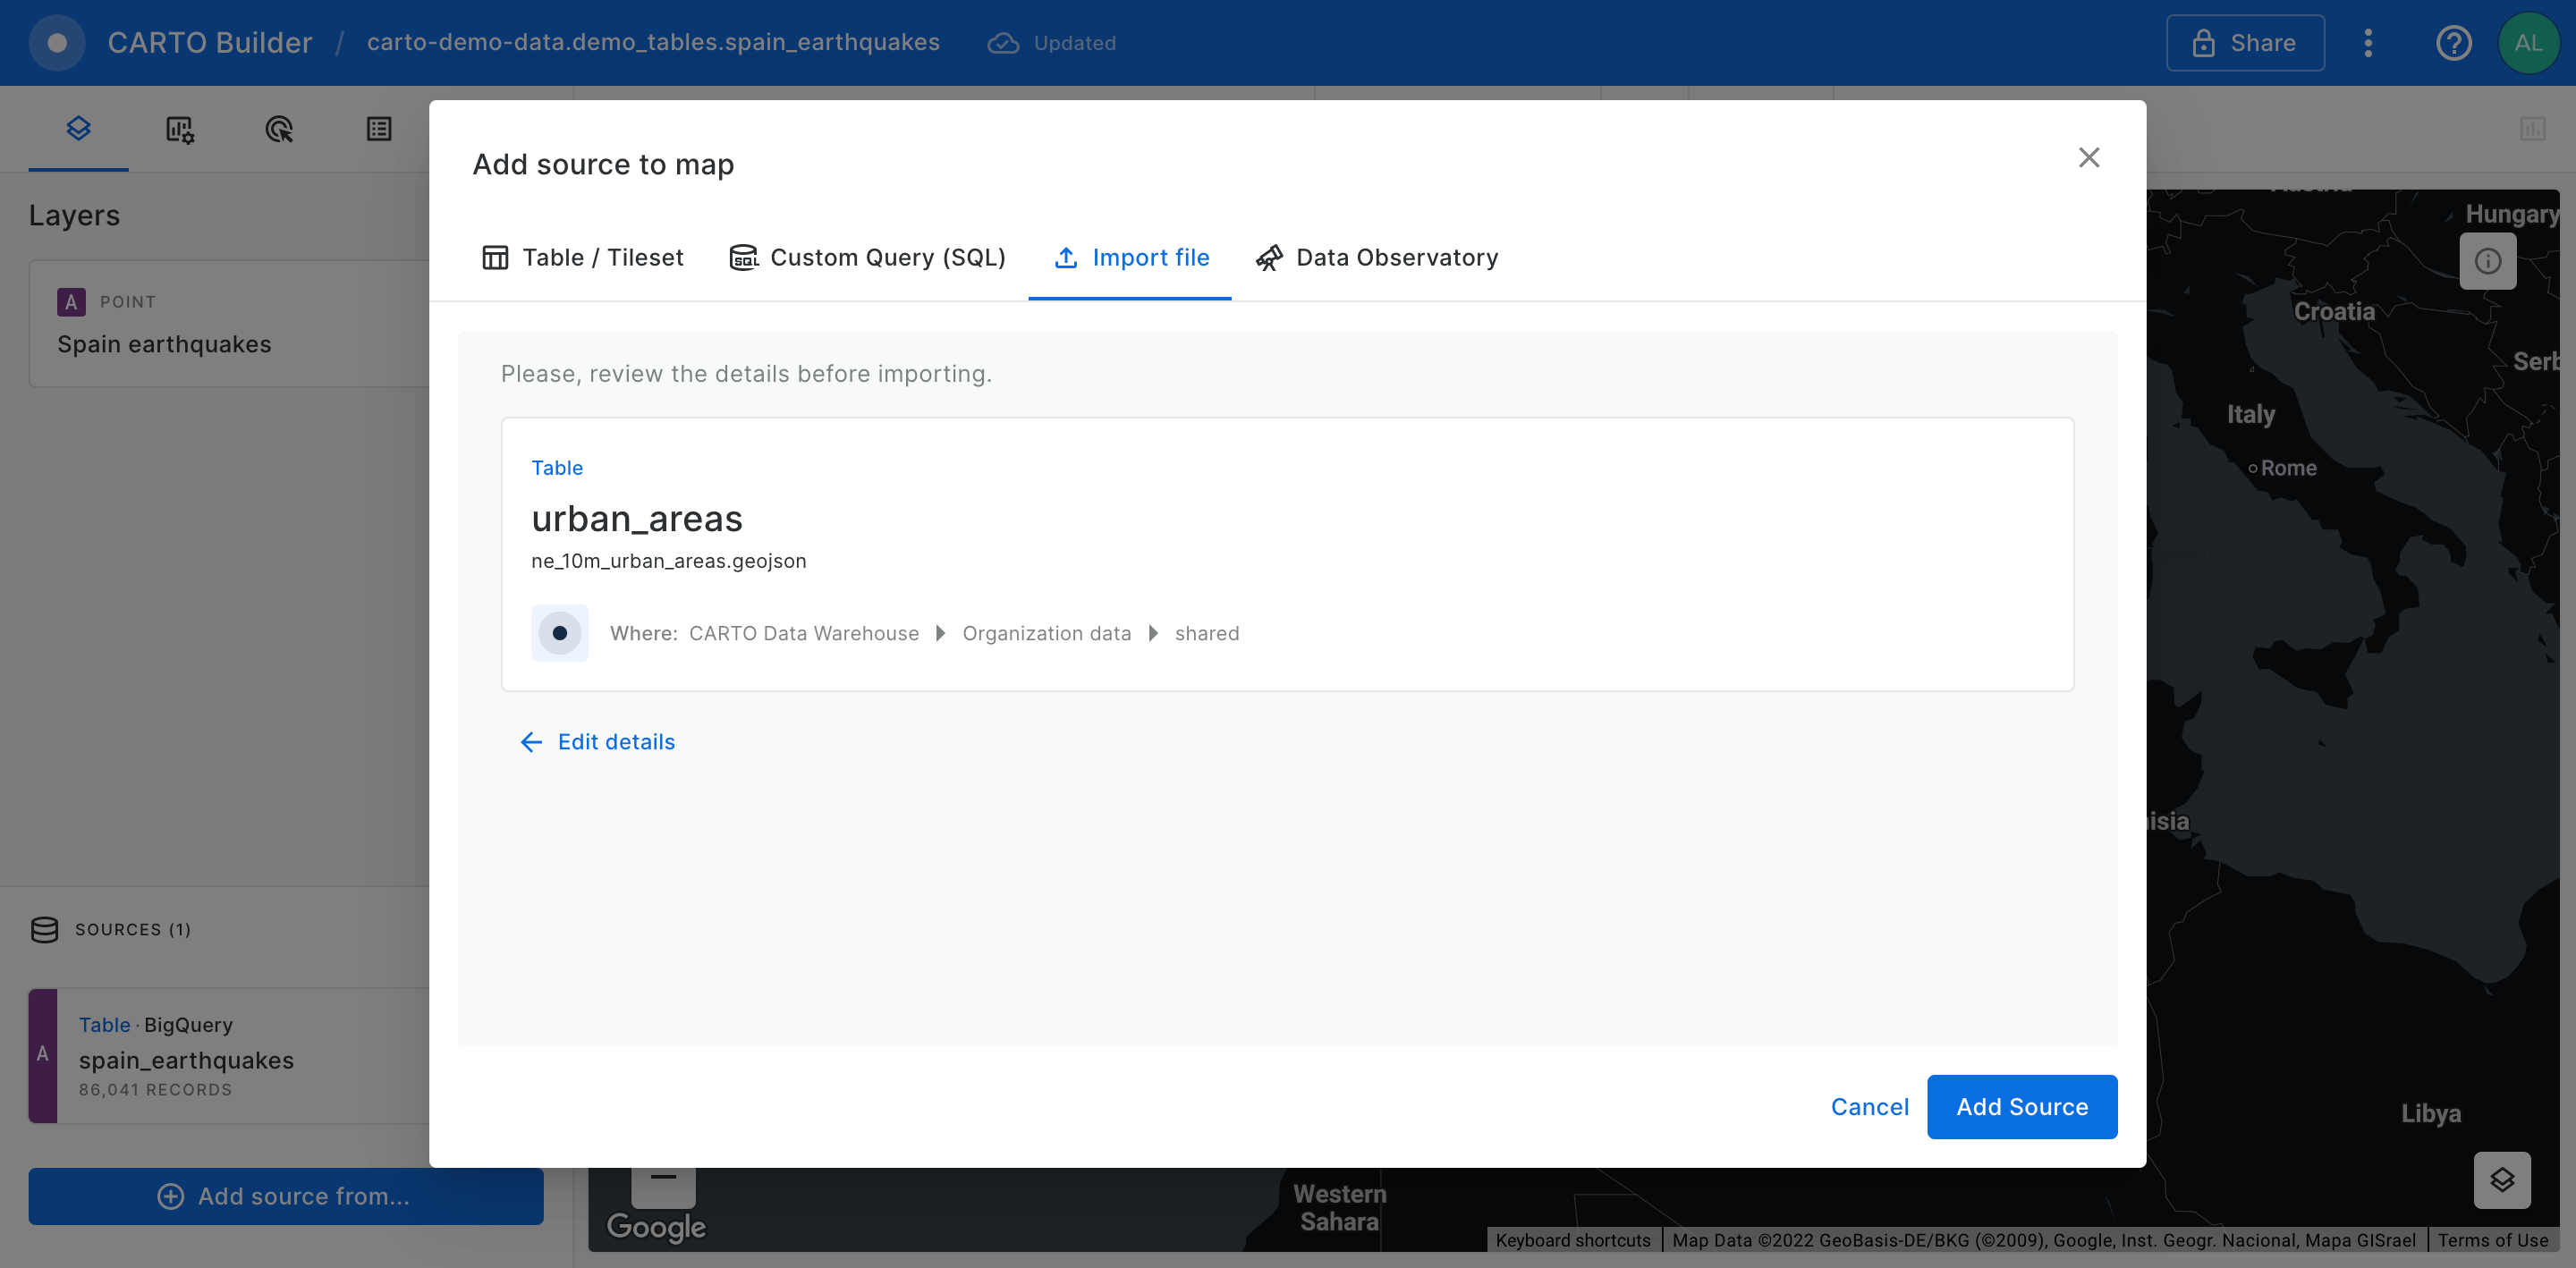 CARTO Builder / carto-demo-data.demo_tables.spain_earthquakes Updated
Share
AL
Add source to map
Table / Tileset
Custom Query (SQL)
Import file
Data Observatory
Layers
A POINT
Spain earthquakes
Please, review the details before importing.
Table
urban_areas
ne_10m_urban_areas.geojson
Where: CARTO Data Warehouse Organization data shared
Edit details
Cancel
Add Source
SOURCES (1)
A
Table · BigQuery
spain_earthquakes
86,041 RECORDS
Add source from...
Hungary
Croatia
Serb
Italy
Rome
isia
Libya
Western
Sahara
Google
Keyboard shortcuts
Map Data ©2022 GeoBasis-DE/BKG (©2009), Google, Inst. Geogr. Nacional, Mapa GISrael
Terms of Use